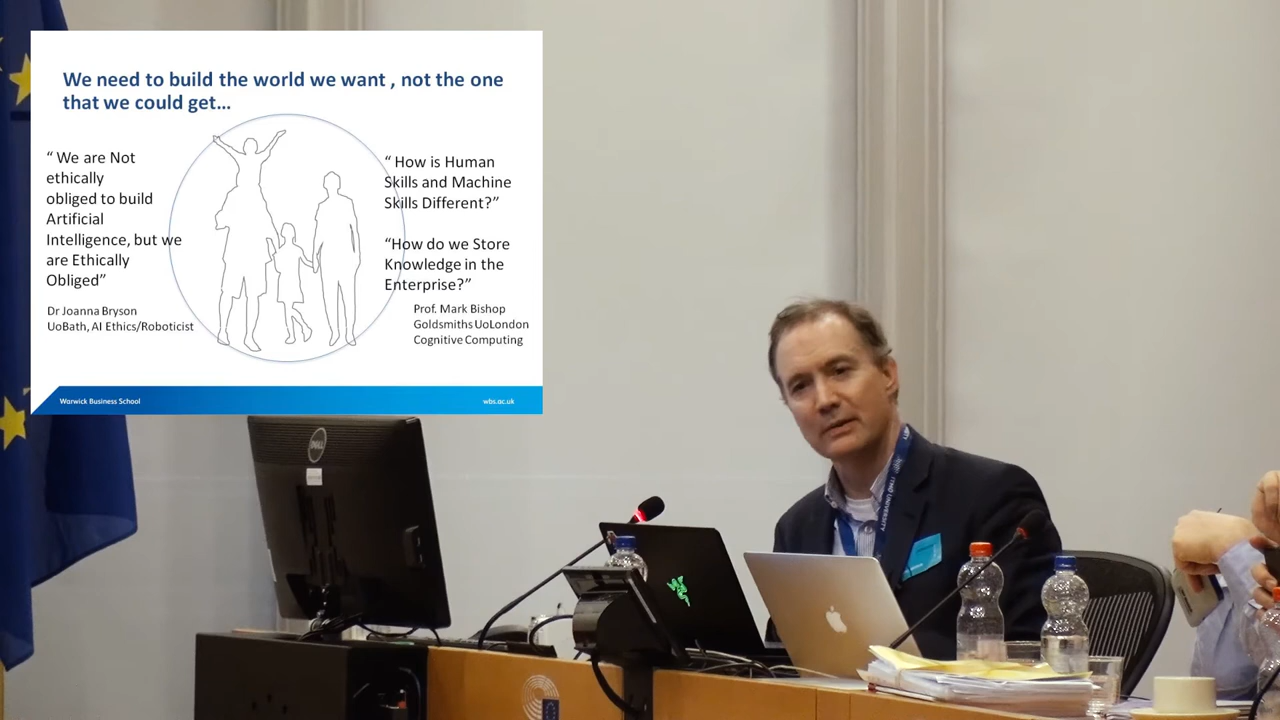 We need to build the world we want , not the one
that we could get...
“ We are Not
ethically
obliged to build
Artificial
Intelligence, but we
are Ethically
Obliged”
Dr Joanna Bryson
UoBath, AI Ethics/Roboticist
“ How is Human
Skills and Machine
Skills Different?”
“How do we Store
Knowledge in the
Enterprise?”
Prof. Mark Bishop
Goldsmiths UoLondon
Cognitive Computing
Warwick Business School
wbs.ac.uk
DELL
ITMO UNIVERSITY